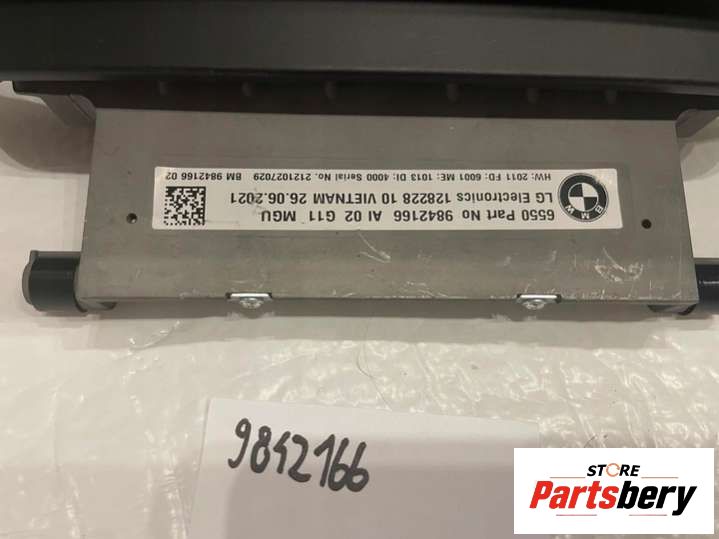 6550 Part No 9842166 AI 02 G11 MGU
LG Electronics 128228 10 VIETNAM 26.06.2021
HW: 2011 FD: 6001 ME: 1013 DI: 4000 Serial No. 2121027029 BM 9842166 02
BMW
9842166
STORE
Partsbery